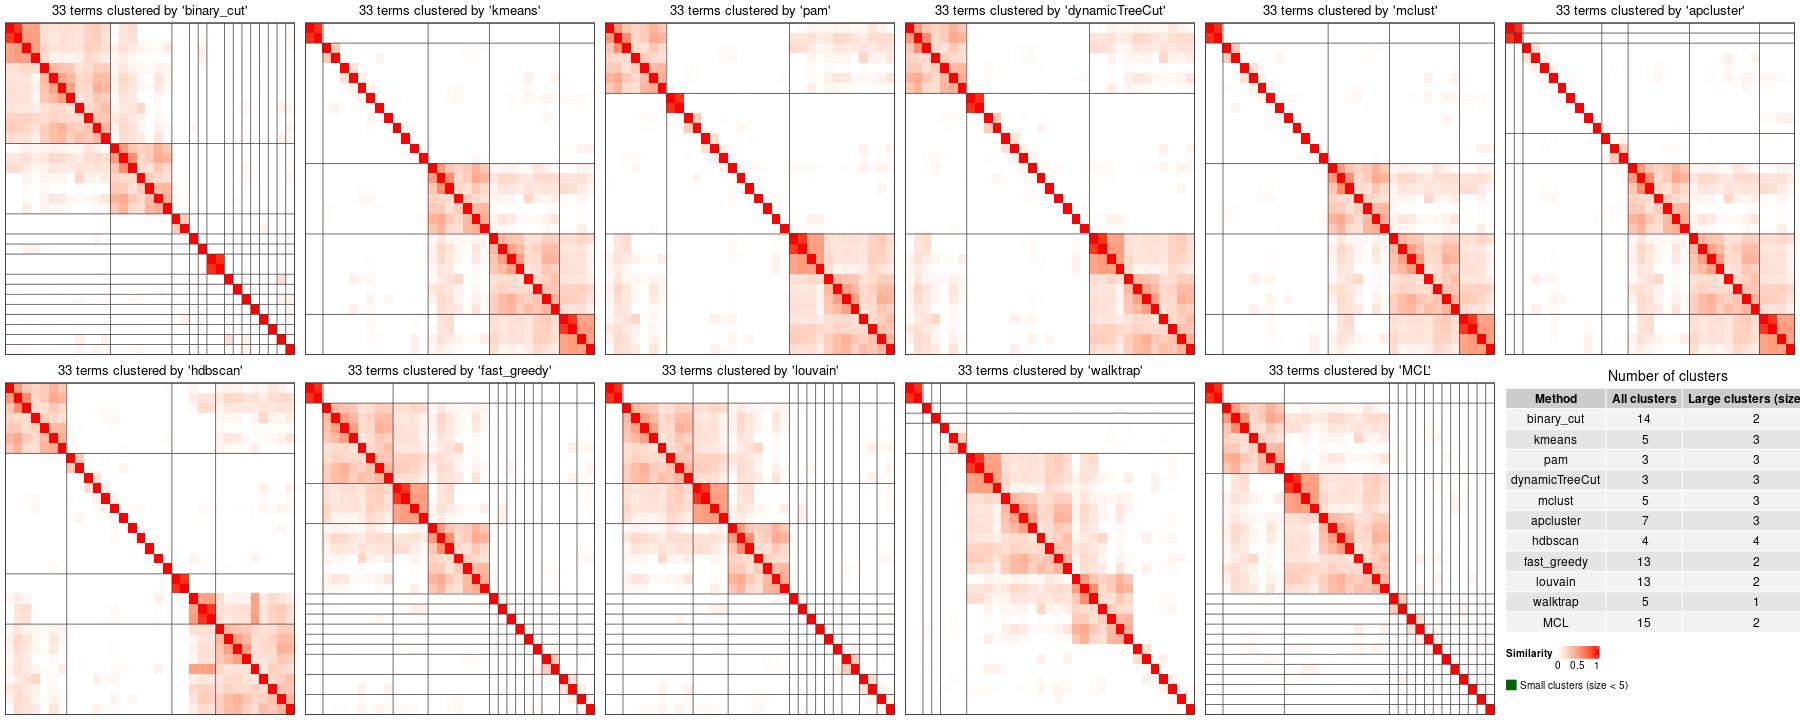 33 terms clustered by 'binary_cut'
33 terms clustered by 'kmeans'
33 terms clustered by 'pam'
33 terms clustered by 'dynamicTreeCut'
33 terms clustered by 'mclust'
33 terms clustered by 'apcluster'
33 terms clustered by 'hdbscan'
33 terms clustered by 'fast_greedy'
33 terms clustered by 'louvain'
33 terms clustered by 'walktrap'
33 terms clustered by 'MCL'
Number of clusters
Method All clusters Large clusters (size
binary_cut 14 2
kmeans 5 3
pam 3 3
dynamicTreeCut 3 3
mclust 5 3
apcluster 7 3
hdbscan 4 4
fast_greedy 13 2
louvain 13 2
walktrap 5 1
MCL 15 2
Similarity
0 0.5 1
Small clusters (size < 5)